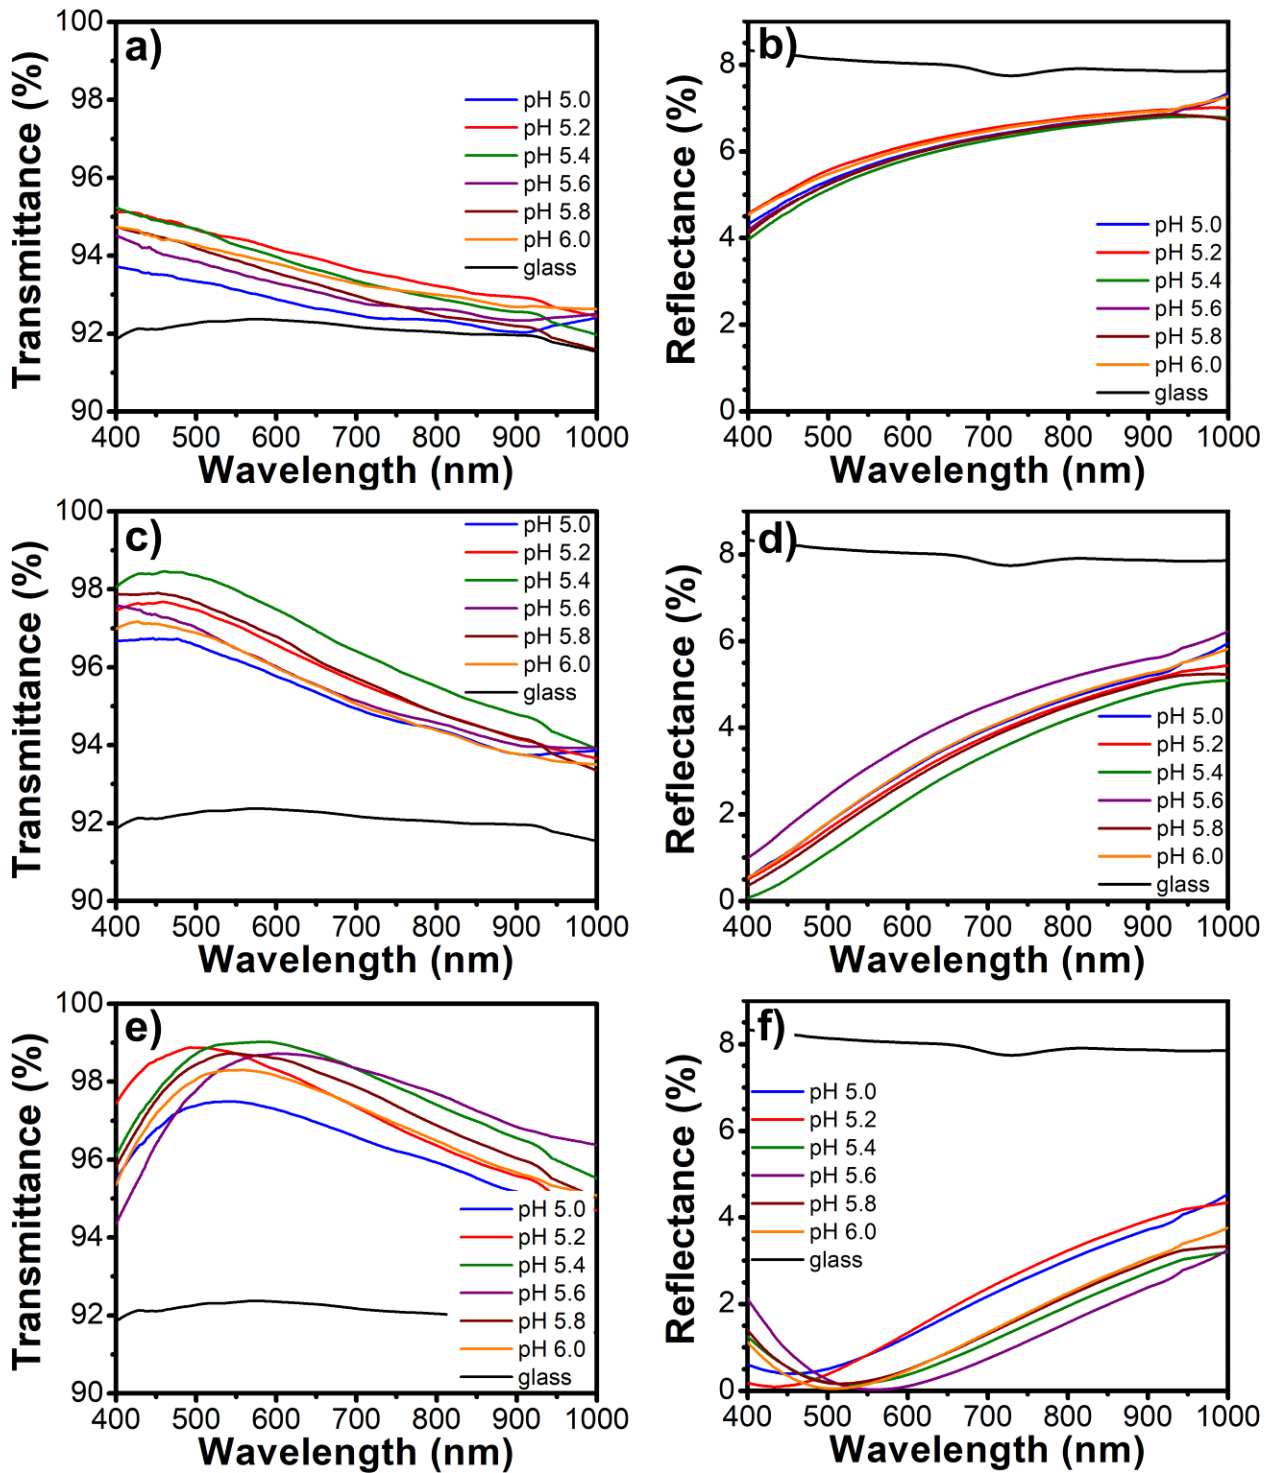 a)
Transmittance (%)
100
98
96
94
92
90
pH 5.0
pH 5.2
pH 5.4
pH 5.6
pH 5.8
pH 6.0
glass
400 500 600 700 800 900 1000
Wavelength (nm)
b)
Reflectance (%)
8
6
4
2
0
pH 5.0
pH 5.2
pH 5.4
pH 5.6
pH 5.8
pH 6.0
glass
400 500 600 700 800 900 1000
Wavelength (nm)
c)
Transmittance (%)
100
98
96
94
92
90
pH 5.0
pH 5.2
pH 5.4
pH 5.6
pH 5.8
pH 6.0
glass
400 500 600 700 800 900 1000
Wavelength (nm)
d)
Reflectance (%)
8
6
4
2
0
pH 5.0
pH 5.2
pH 5.4
pH 5.6
pH 5.8
pH 6.0
glass
400 500 600 700 800 900 1000
Wavelength (nm)
e)
Transmittance (%)
100
98
96
94
92
90
pH 5.0
pH 5.2
pH 5.4
pH 5.6
pH 5.8
pH 6.0
glass
400 500 600 700 800 900 1000
Wavelength (nm)
f)
Reflectance (%)
8
6
4
2
0
pH 5.0
pH 5.2
pH 5.4
pH 5.6
pH 5.8
pH 6.0
glass
400 500 600 700 800 900 1000
Wavelength (nm)